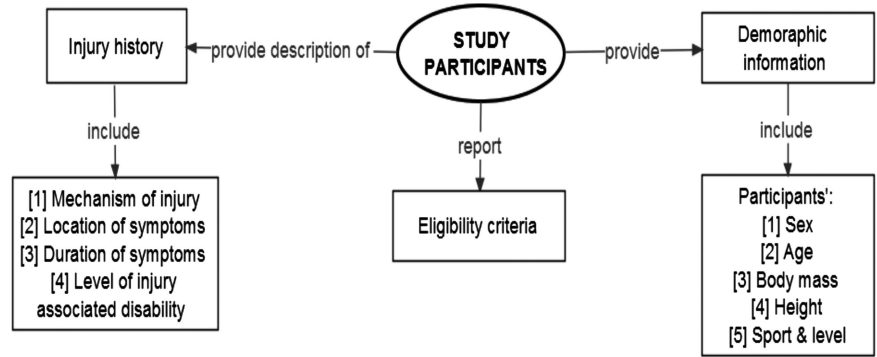 Injury history
provide description of
STUDY
PARTICIPANTS
provide
Demoraphic
information
include
report
include
[1] Mechanism of injury
[2] Location of symptoms
[3] Duration of symptoms
[4] Level of injury
associated disability
Eligibility criteria
Participants':
[1] Sex
[2] Age
[3] Body mass
[4] Height
[5] Sport & level